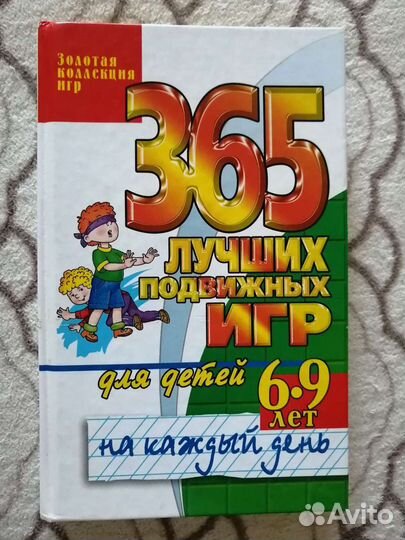 Золотая
коллекция
игр
365
ЛУЧШИХ
ПОДВИЖНЫХ
ИГР
для детей
6-9
лет
на каждый день
Avito